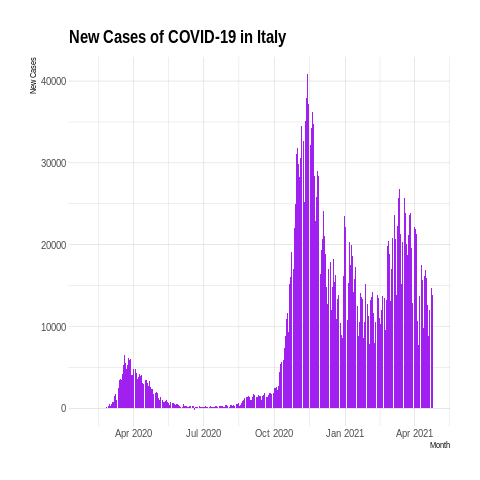 New Cases of COVID-19 in Italy
New Cases
40000
30000
20000
10000
0
Apr 2020 Jul 2020 Oct 2020 Jan 2021 Apr 2021
Month